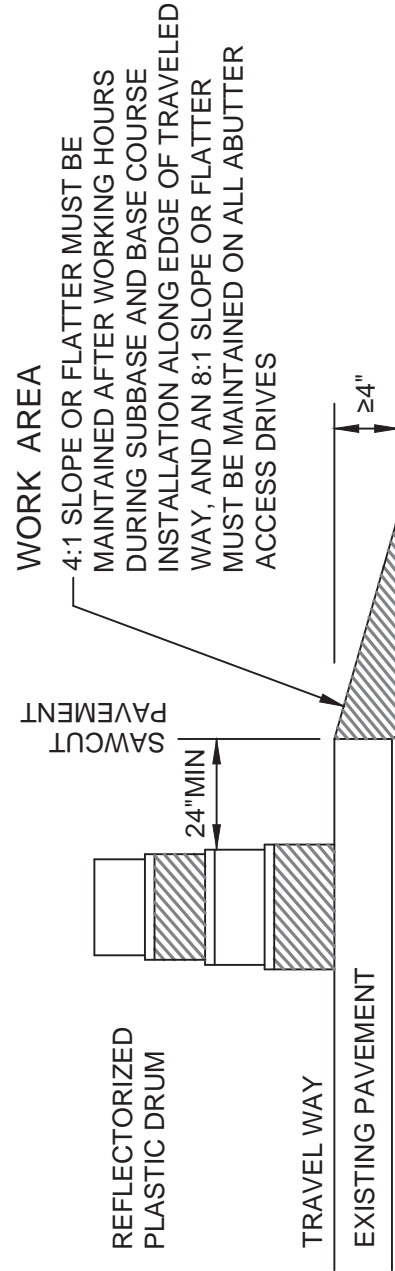 WORK AREA
4:1 SLOPE OR FLATTER MUST BE
MAINTAINED AFTER WORKING HOURS
DURING SUBBASE AND BASE COURSE
INSTALLATION ALONG EDGE OF TRAVELED
WAY, AND AN 8:1 SLOPE OR FLATTER
MUST BE MAINTAINED ON ALL ABUTTER
ACCESS DRIVES
SAWCUT
PAVEMENT
24"MIN
REFLECTORIZED
PLASTIC DRUM
TRAVEL WAY
≥4"
EXISTING PAVEMENT